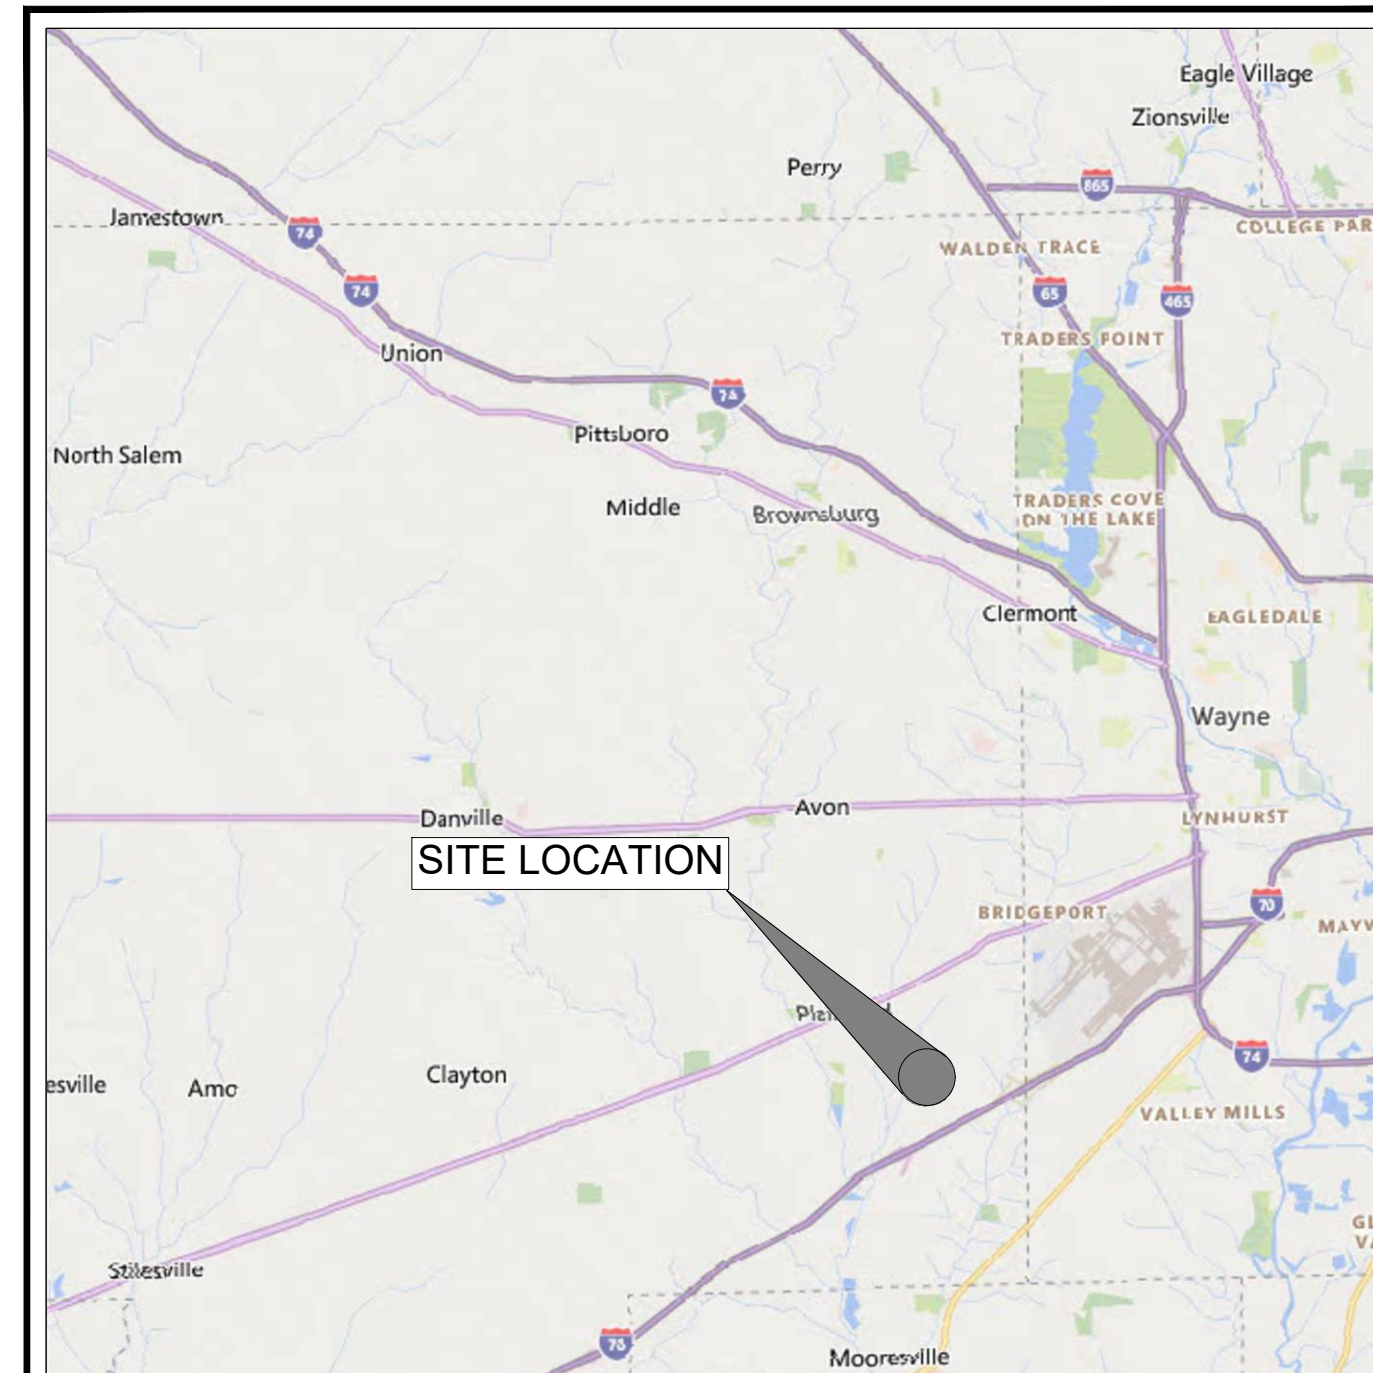 Eagle Village
Zionsville
Perry
865
Jamestown
74
COLLEGE PAR
WALDEN TRACE
74
65
465
TRADERS POINT
Union
74
Pittsboro
North Salem
Middle
Brownsburg
TRADERS COVE
ON THE LAKE
Clermont
EAGLEDALE
Wayne
Danville
Avon
LYNHURST
SITE LOCATION
70
BRIDGEPORT
MAYW
74
esville
Amo
Clayton
VALLEY MILLS
GL
VA
Stilesville
Mooresville